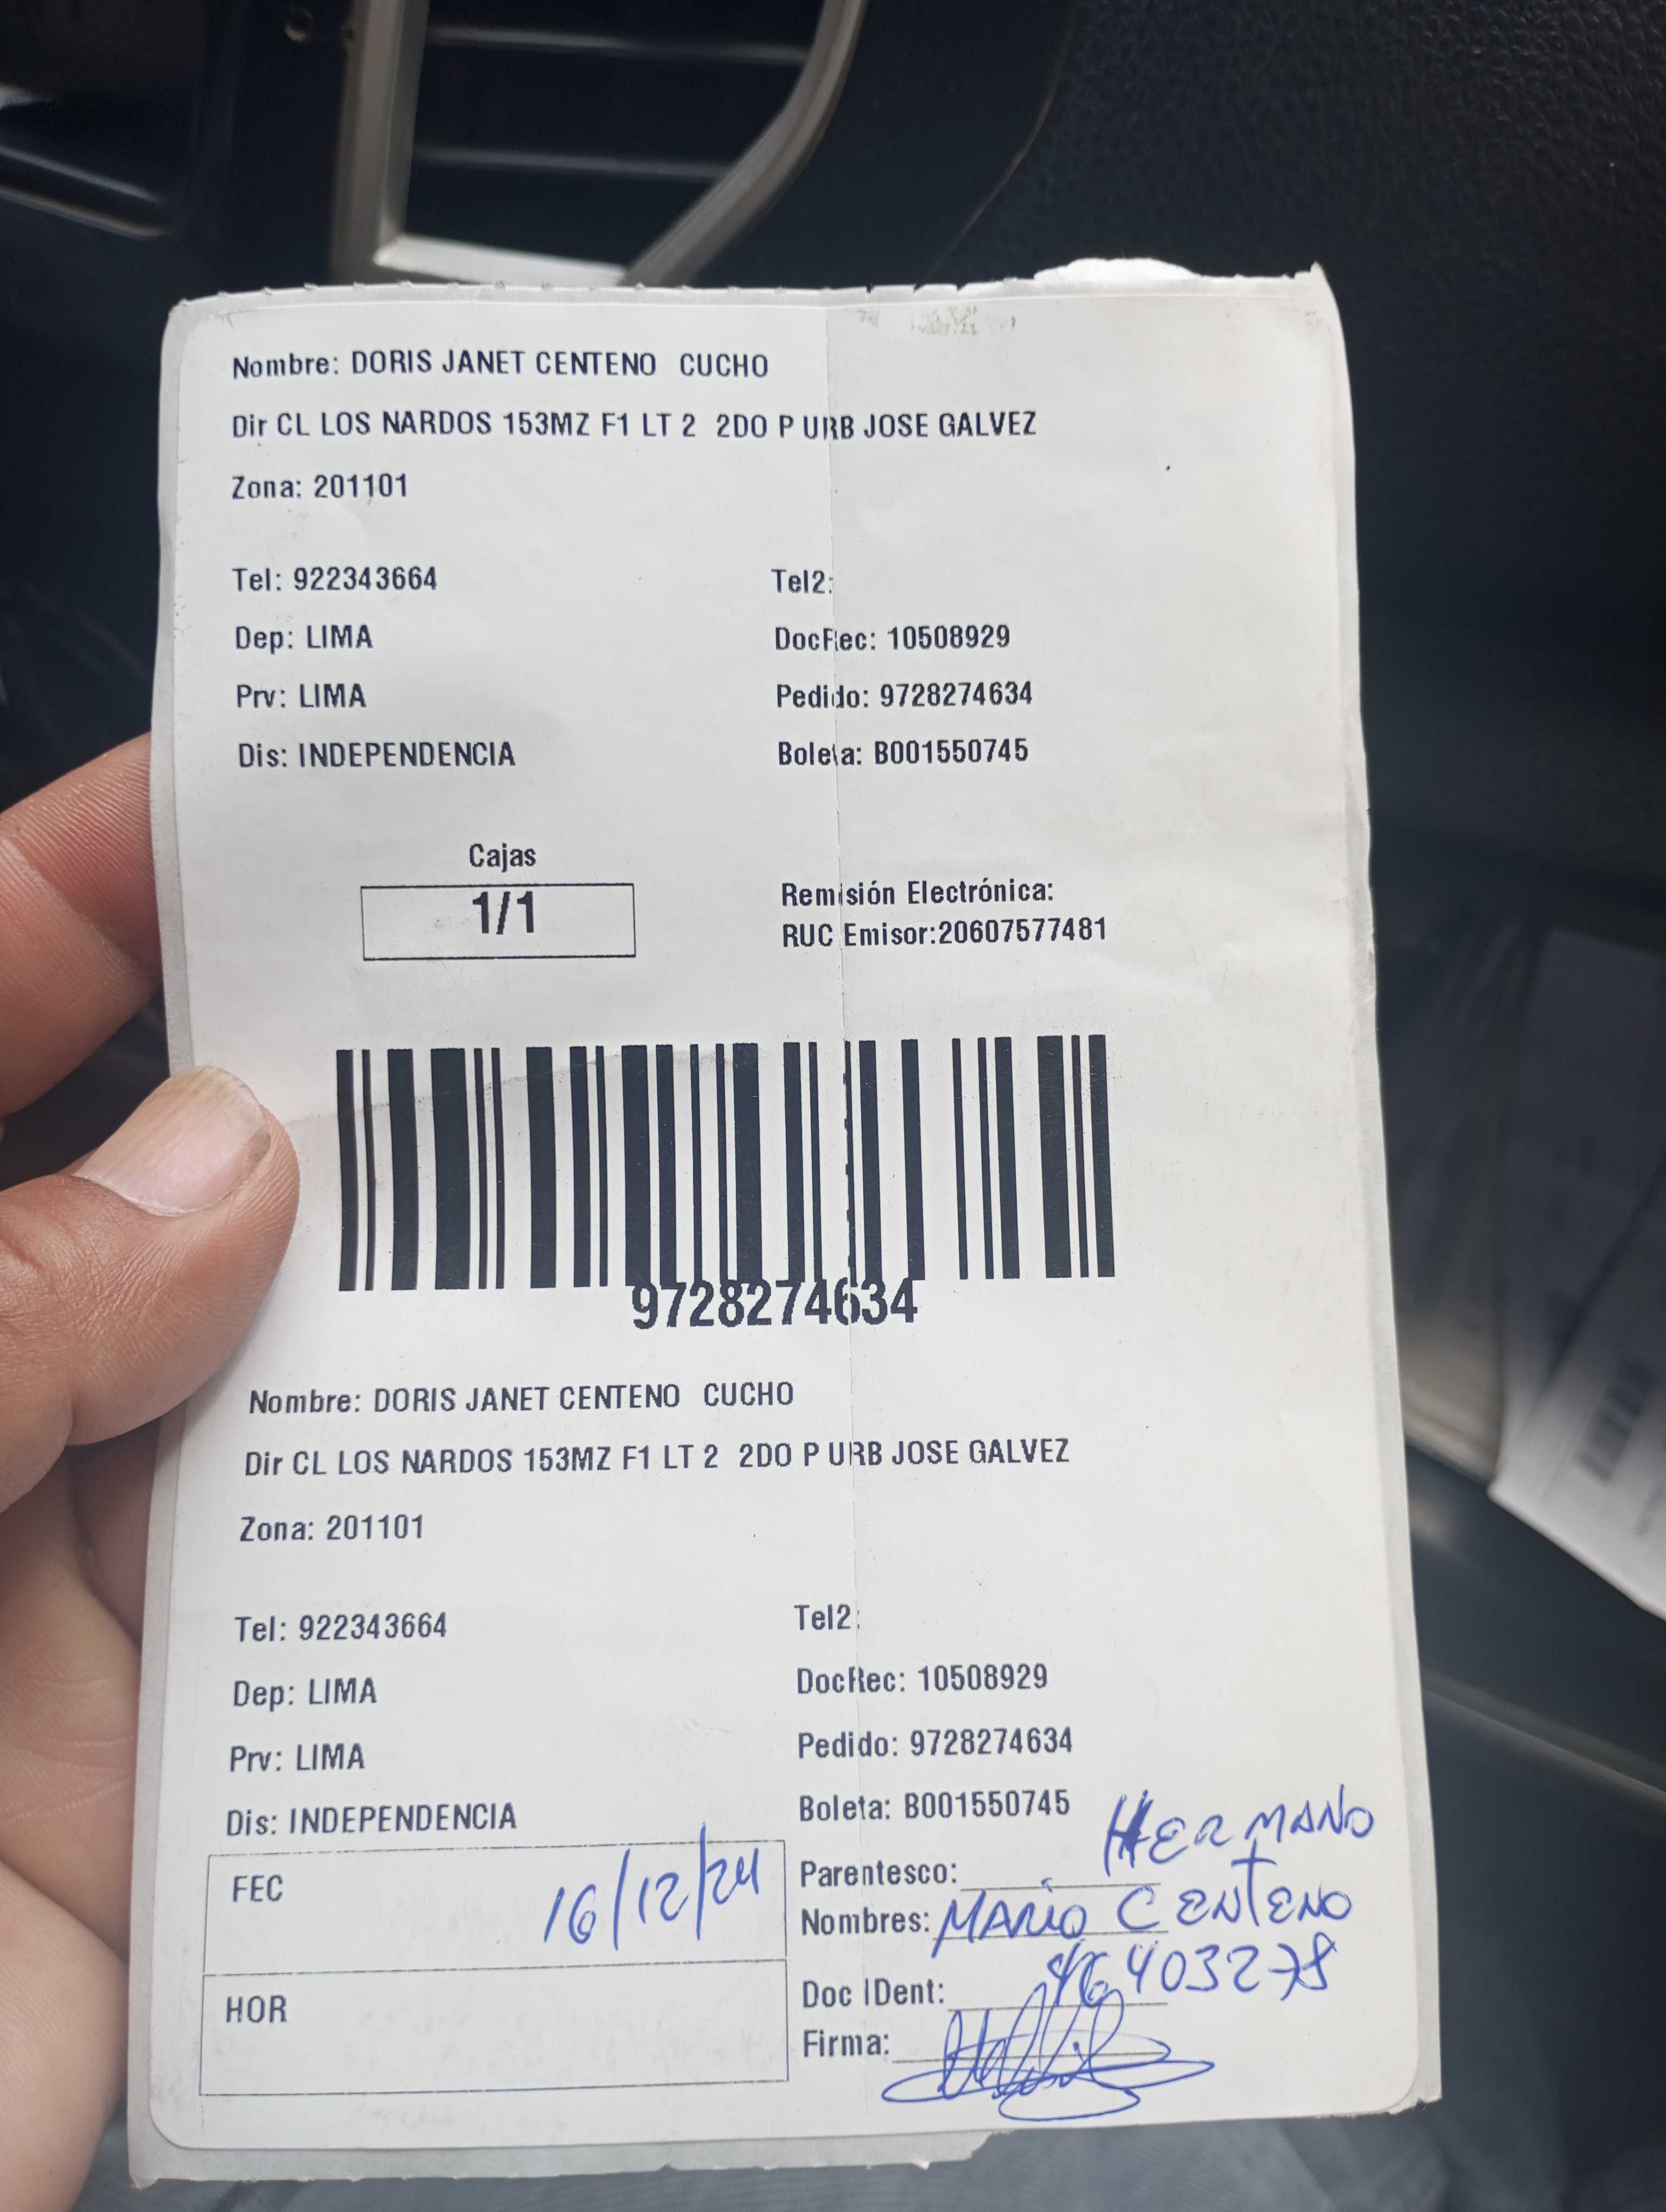 Nombre: DORIS JANET CENTENO CUCHO
Dir CL LOS NARDOS 153MZ F1 LT 2 2DO P URB JOSE GALVEZ
Zona: 201101
Tel: 922343664 Tel2:
Dep: LIMA DocRec: 10508929
Prv: LIMA Pedido: 9728274634
Dis: INDEPENDENCIA Boleta: B001550745
Cajas
1/1
Remisión Electrónica:
RUC Emisor:20607577481
9728274634
Nombre: DORIS JANET CENTENO CUCHO
Dir CL LOS NARDOS 153MZ F1 LT 2 2DO P URB JOSE GALVEZ
Zona: 201101
Tel: 922343664 Tel2:
Dep: LIMA DocRec: 10508929
Prv: LIMA Pedido: 9728274634
Dis: INDEPENDENCIA Boleta: B001550745
FEC 16/12/24
HOR
Parentesco: HERMANO
Nombres: MARIO CENTENO
Doc IDent: 46403278
Firma: